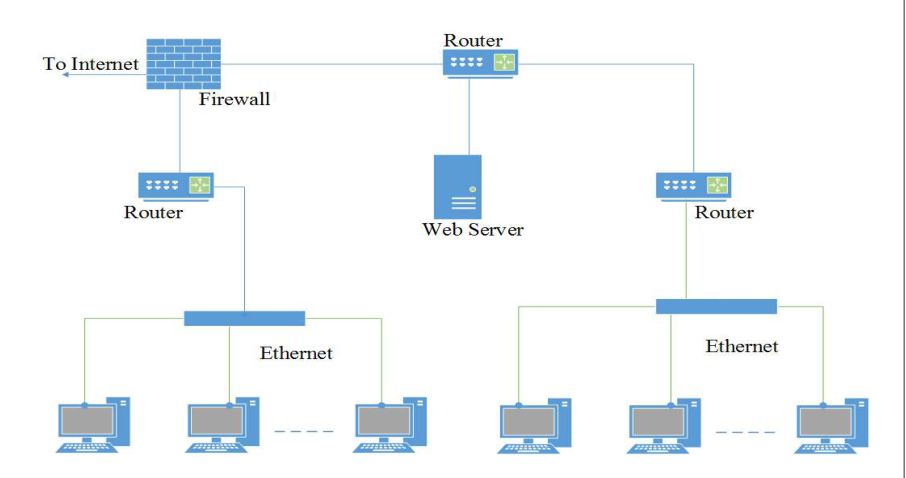 Router
To Internet
Firewall
Router
Web Server
Router
Ethernet
Ethernet